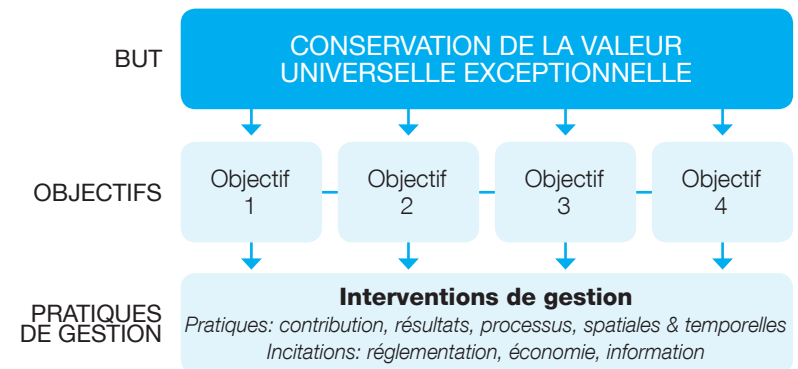 BUT
CONSERVATION DE LA VALEUR
UNIVERSELLE EXCEPTIONNELLE
OBJECTIFS
Objectif
1
Objectif
2
Objectif
3
Objectif
4
PRATIQUES
DE GESTION
Interventions de gestion
Pratiques: contribution, résultats, processus, spatiales & temporelles
Incitations: réglementation, économie, information